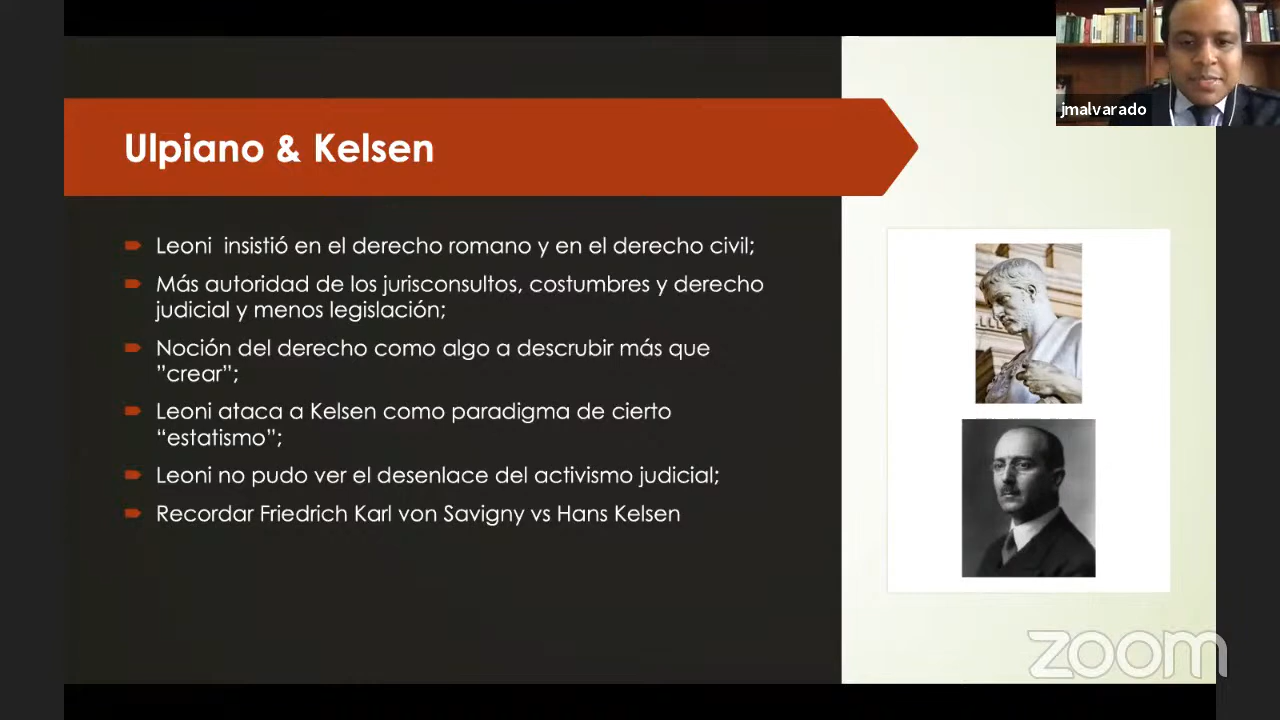 jmalvarado
Ulpiano & Kelsen
Leoni insistió en el derecho romano y en el derecho civil;
Más autoridad de los jurisconsultos, costumbres y derecho
judicial y menos legislación;
Noción del derecho como algo a descrubir más que
”crear”;
Leoni ataca a Kelsen como paradigma de cierto
“estatismo”;
Leoni no pudo ver el desenlace del activismo judicial;
Recordar Friedrich Karl von Savigny vs Hans Kelsen
zoom